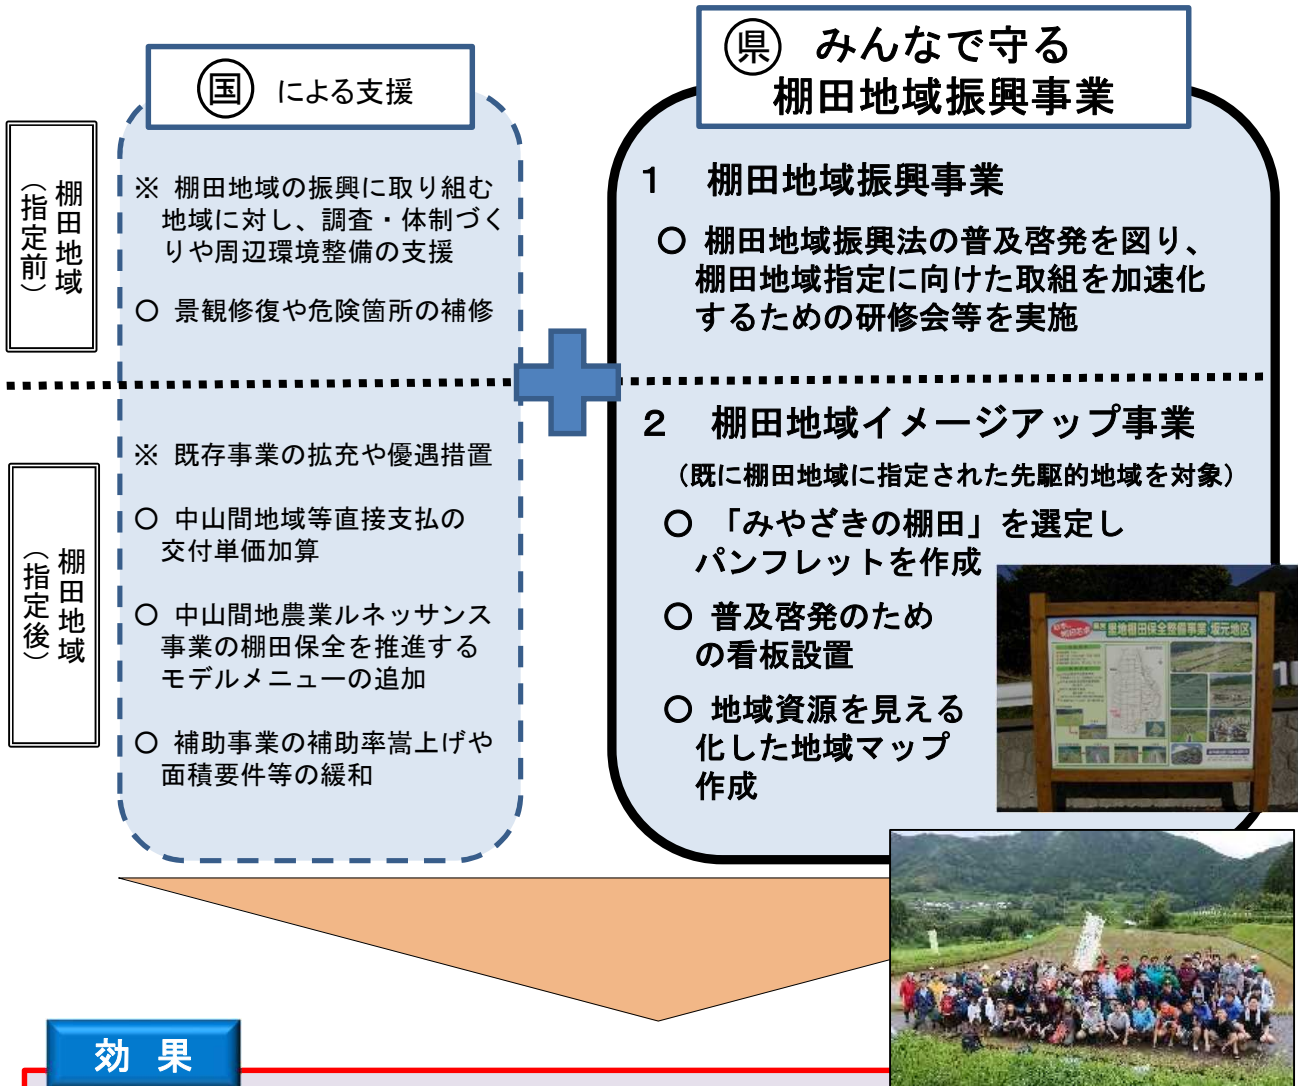 国 による支援
県 みんなで守る
棚田地域振興事業
棚田地域
（指定前）
※ 棚田地域の振興に取り組む
地域に対し、調査・体制づく
りや周辺環境整備の支援
○ 景観修復や危険箇所の補修
1 棚田地域振興事業
○ 棚田地域振興法の普及啓発を図り、
棚田地域指定に向けた取組を加速化
するための研修会等を実施
棚田地域
（指定後）
※ 既存事業の拡充や優遇措置
○ 中山間地域等直接支払の
交付単価加算
○ 中山間地農業ルネッサンス
事業の棚田保全を推進する
モデルメニューの追加
○ 補助事業の補助率嵩上げや
面積要件等の緩和
2 棚田地域イメージアップ事業
（既に棚田地域に指定された先駆的地域を対象）
○ 「みやざきの棚田」を選定し
パンフレットを作成
○ 普及啓発のため
の看板設置
○ 地域資源を見える
化した地域マップ
作成
棚田保全整備事業 坂元地区
効 果